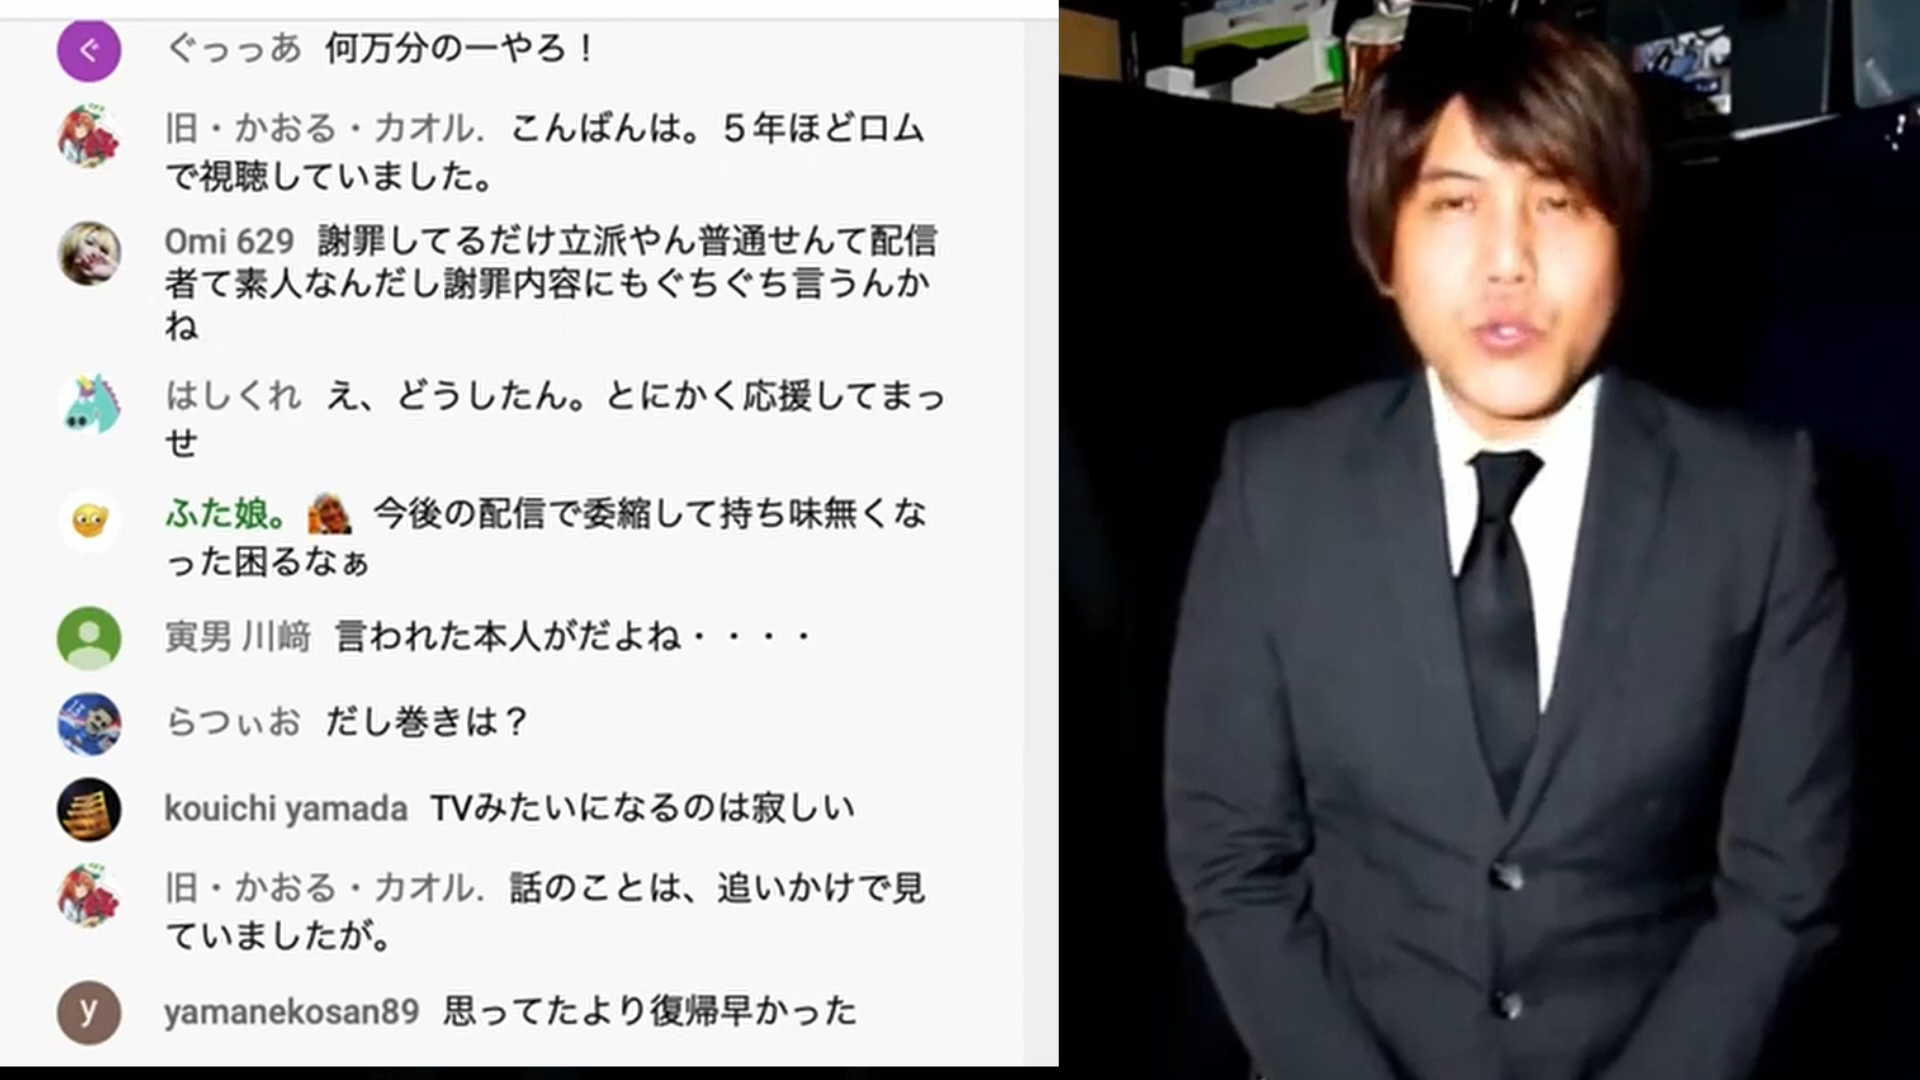 ぐ ぐっっあ 何万分の一やろ！
旧・かおる・カオル. こんばんは。５年ほどロム
で視聴していました。
Omi 629 謝罪してるだけ立派やん普通せんて配信
者て素人なんだし謝罪内容にもぐちぐち言うんか
ね
はしくれ え、どうしたん。とにかく応援してまっ
せ
ふた娘。 今後の配信で委縮して持ち味無くな
った困るなぁ
寅男 川﨑 言われた本人がだよね・・・・
らつぃお だし巻きは？
kouichi yamada TVみたいになるのは寂しい
旧・かおる・カオル. 話のことは、追いかけで見
ていましたが。
y yamanekosan89 思ってたより復帰早かった